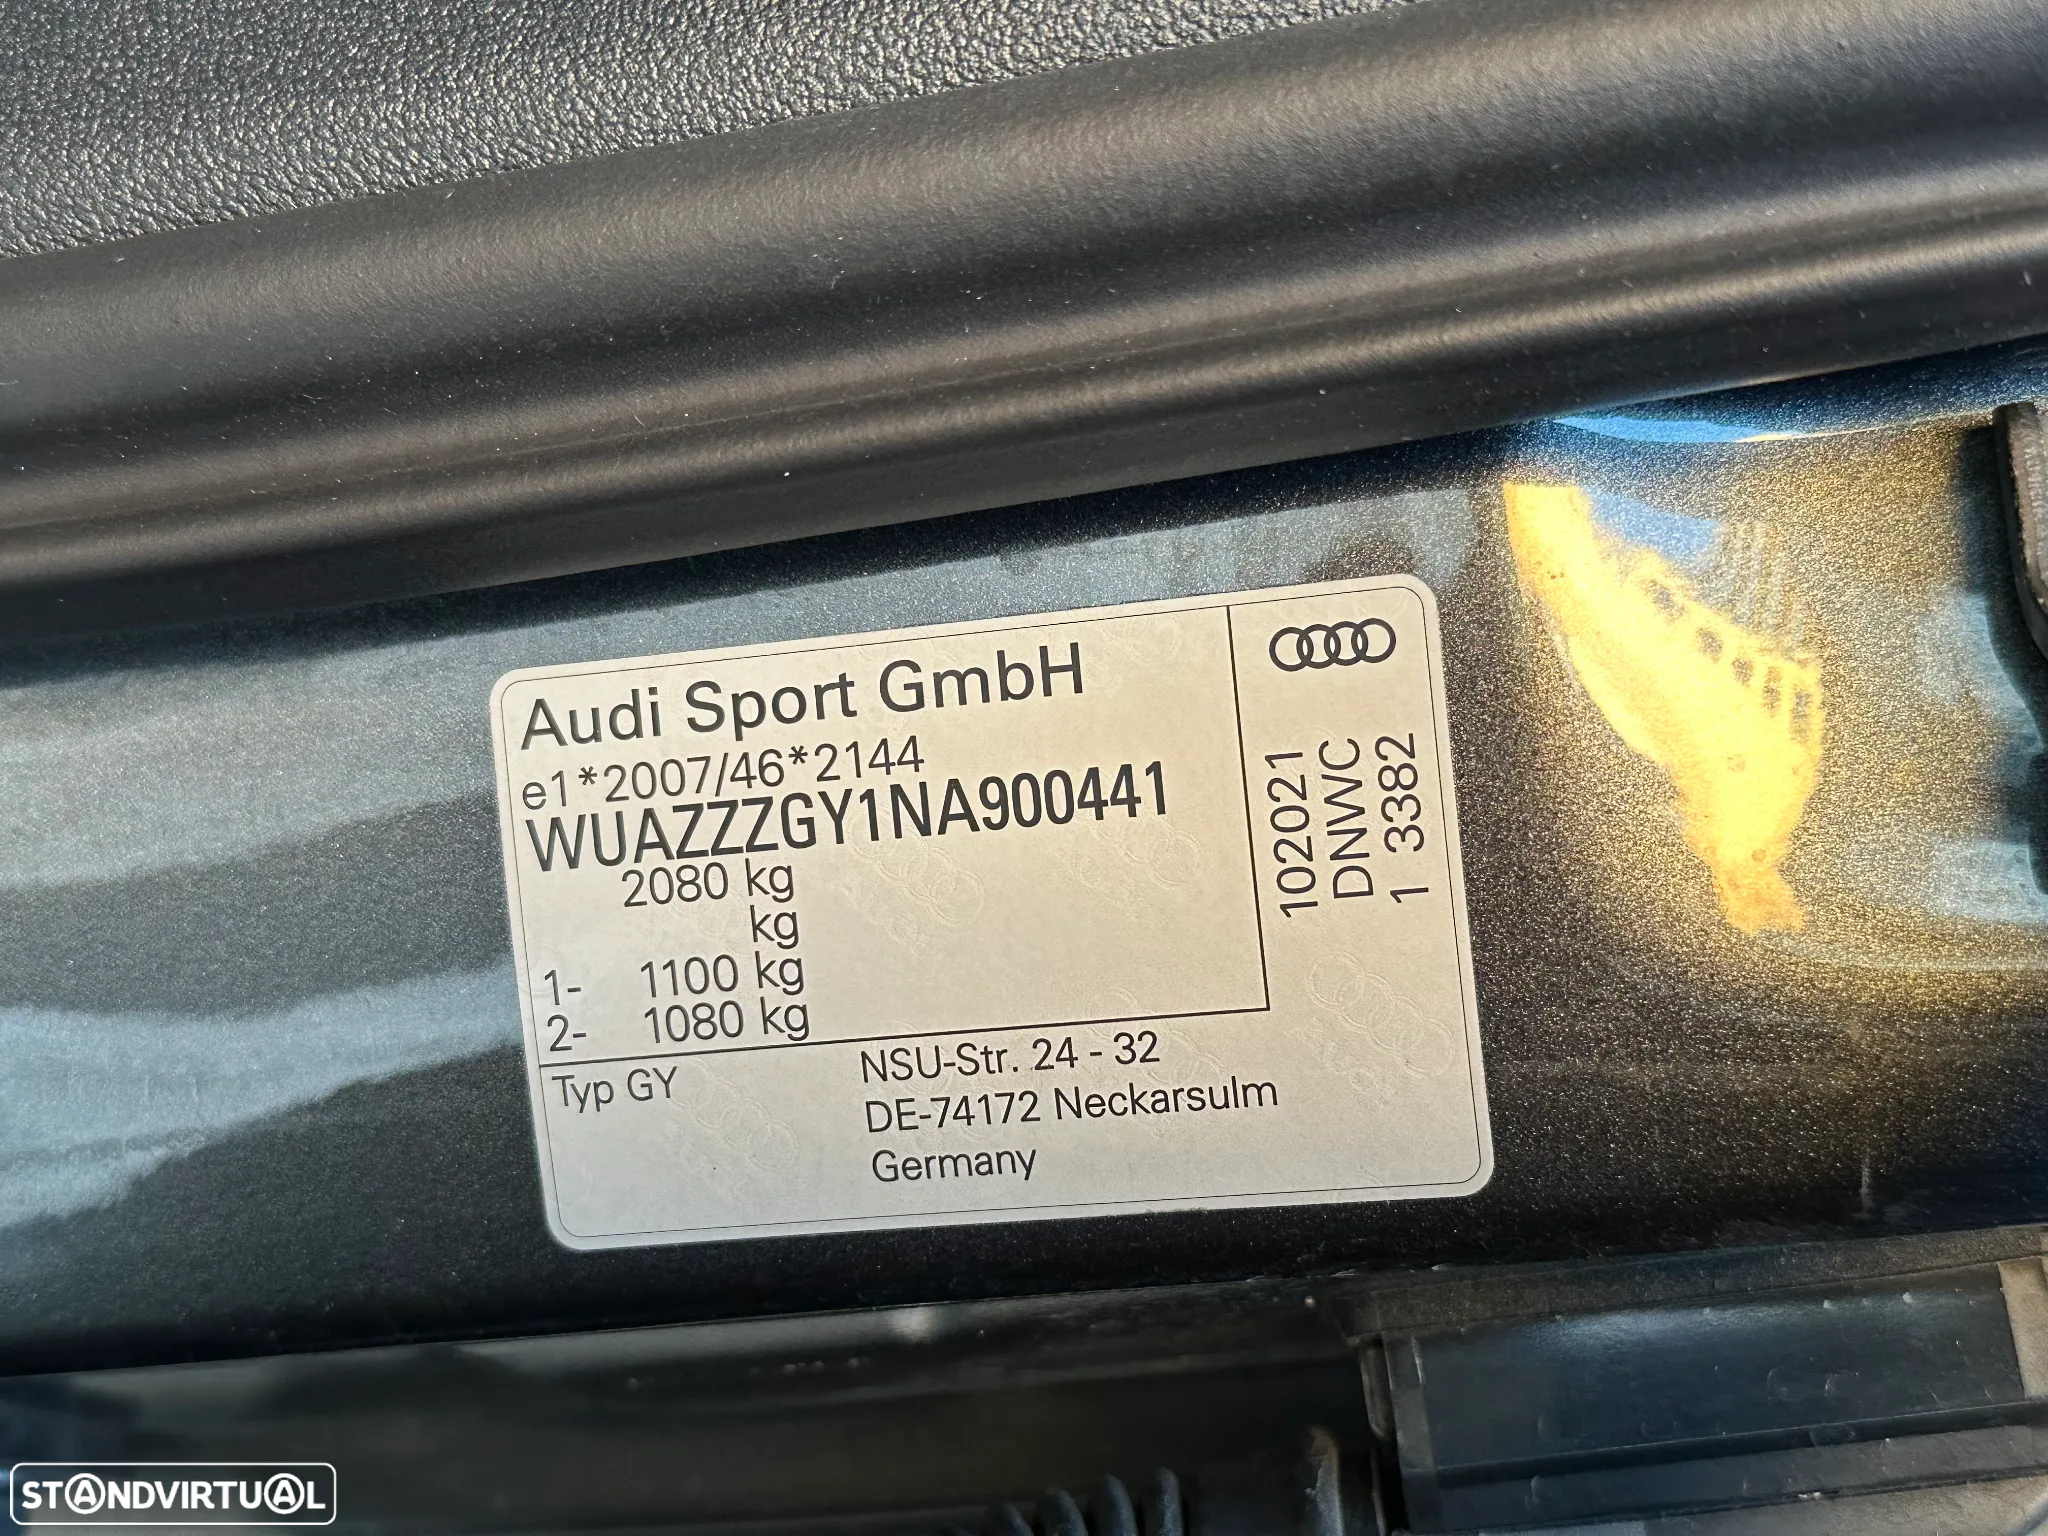 Audi Sport GmbH
e1*2007/46*2144
WUAZZZGY1NA900441
2080 kg
kg
1- 1100 kg
2- 1080 kg
Typ GY
NSU-Str. 24 - 32
DE-74172 Neckarsulm
Germany
102021
DNWC
1 3382
STANDVIRTUAL